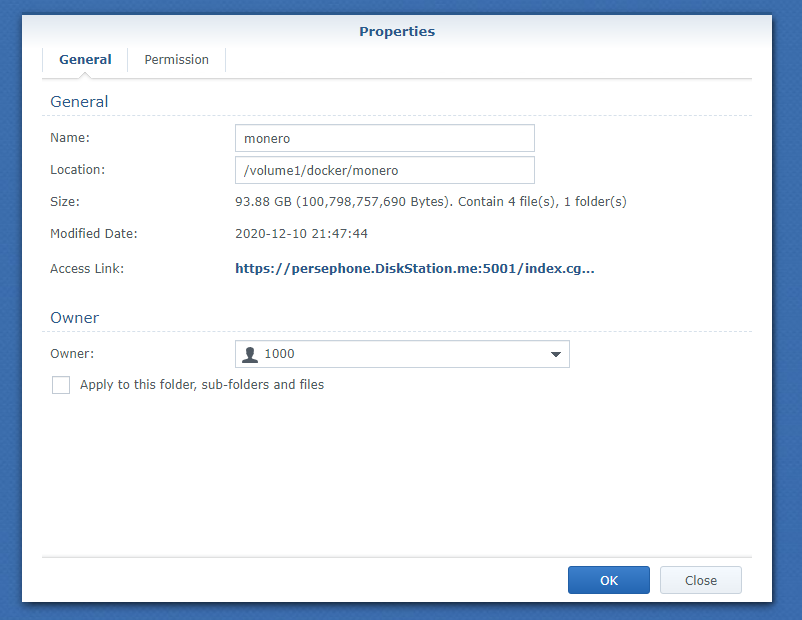 Properties
General
Permission
General
Name:
monero
Location:
/volume1/docker/monero
Size:
93.88 GB (100,798,757,690 Bytes). Contain 4 file(s), 1 folder(s)
Modified Date:
2020-12-10 21:47:44
Access Link:
https://persephone.DiskStation.me:5001/index.cg...
Owner
Owner:
1000
Apply to this folder, sub-folders and files
OK
Close